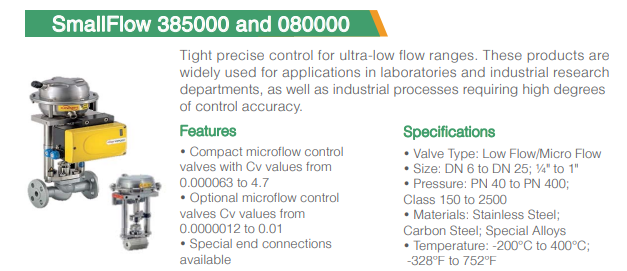 SmallFlow 385000 and 080000
Tight precise control for ultra-low flow ranges. These products are
widely used for applications in laboratories and industrial research
departments, as well as industrial processes requiring high degrees
of control accuracy.
Features
• Compact microflow control
valves with Cv values from
0.000063 to 4.7
• Optional microflow control
valves Cv values from
0.0000012 to 0.01
• Special end connections
available
Specifications
• Valve Type: Low Flow/Micro Flow
• Size: DN 6 to DN 25; ¼" to 1"
• Pressure: PN 40 to PN 400;
Class 150 to 2500
• Materials: Stainless Steel;
Carbon Steel; Special Alloys
• Temperature: -200°C to 400°C;
-328°F to 752°F